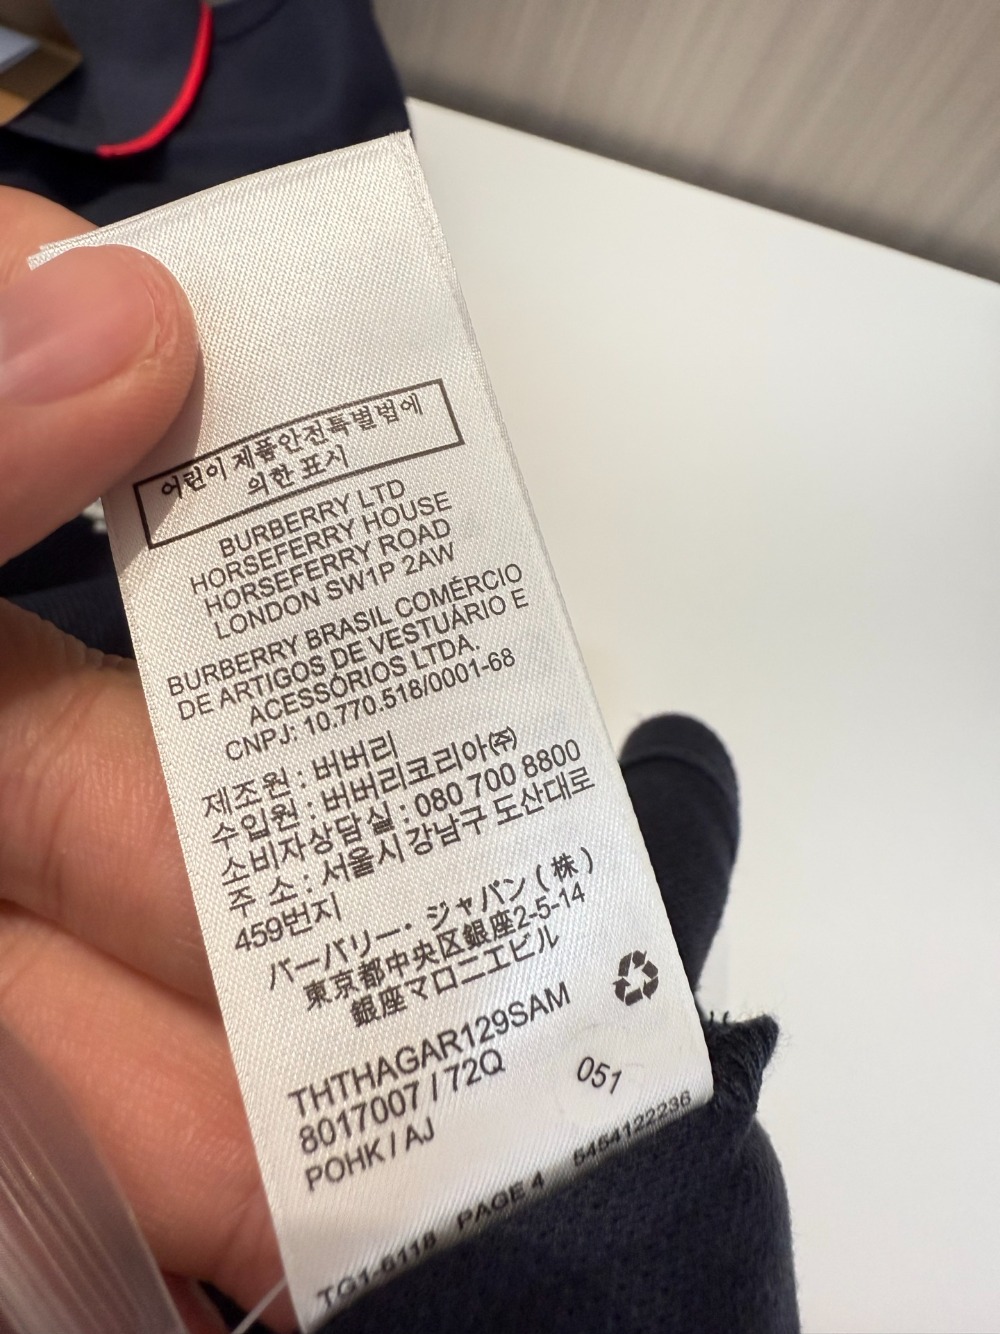 어린이 제품안전특별법에
의한 표시
BURBERRY LTD
HORSEFERRY HOUSE
HORSEFERRY ROAD
LONDON SW1P 2AW
BURBERRY BRASIL COMÉRCIO
DE ARTIGOS DE VESTUÁRIO E
ACESSÓRIOS LTDA.
CNPJ: 10.770.518/0001-68
제조원 : 버버리
수입원 : 버버리코리아㈜
소비자상담실 : 080 700 8800
주 소 : 서울시 강남구 도산대로
459번지
バーバリー・ジャパン ( 株 )
東京都中央区銀座2-5-14
銀座マロニエビル
THTHAGAR129SAM
8017007 / 72Q
051
POHK / AJ
TG1-6118 PAGE 4 5454122236